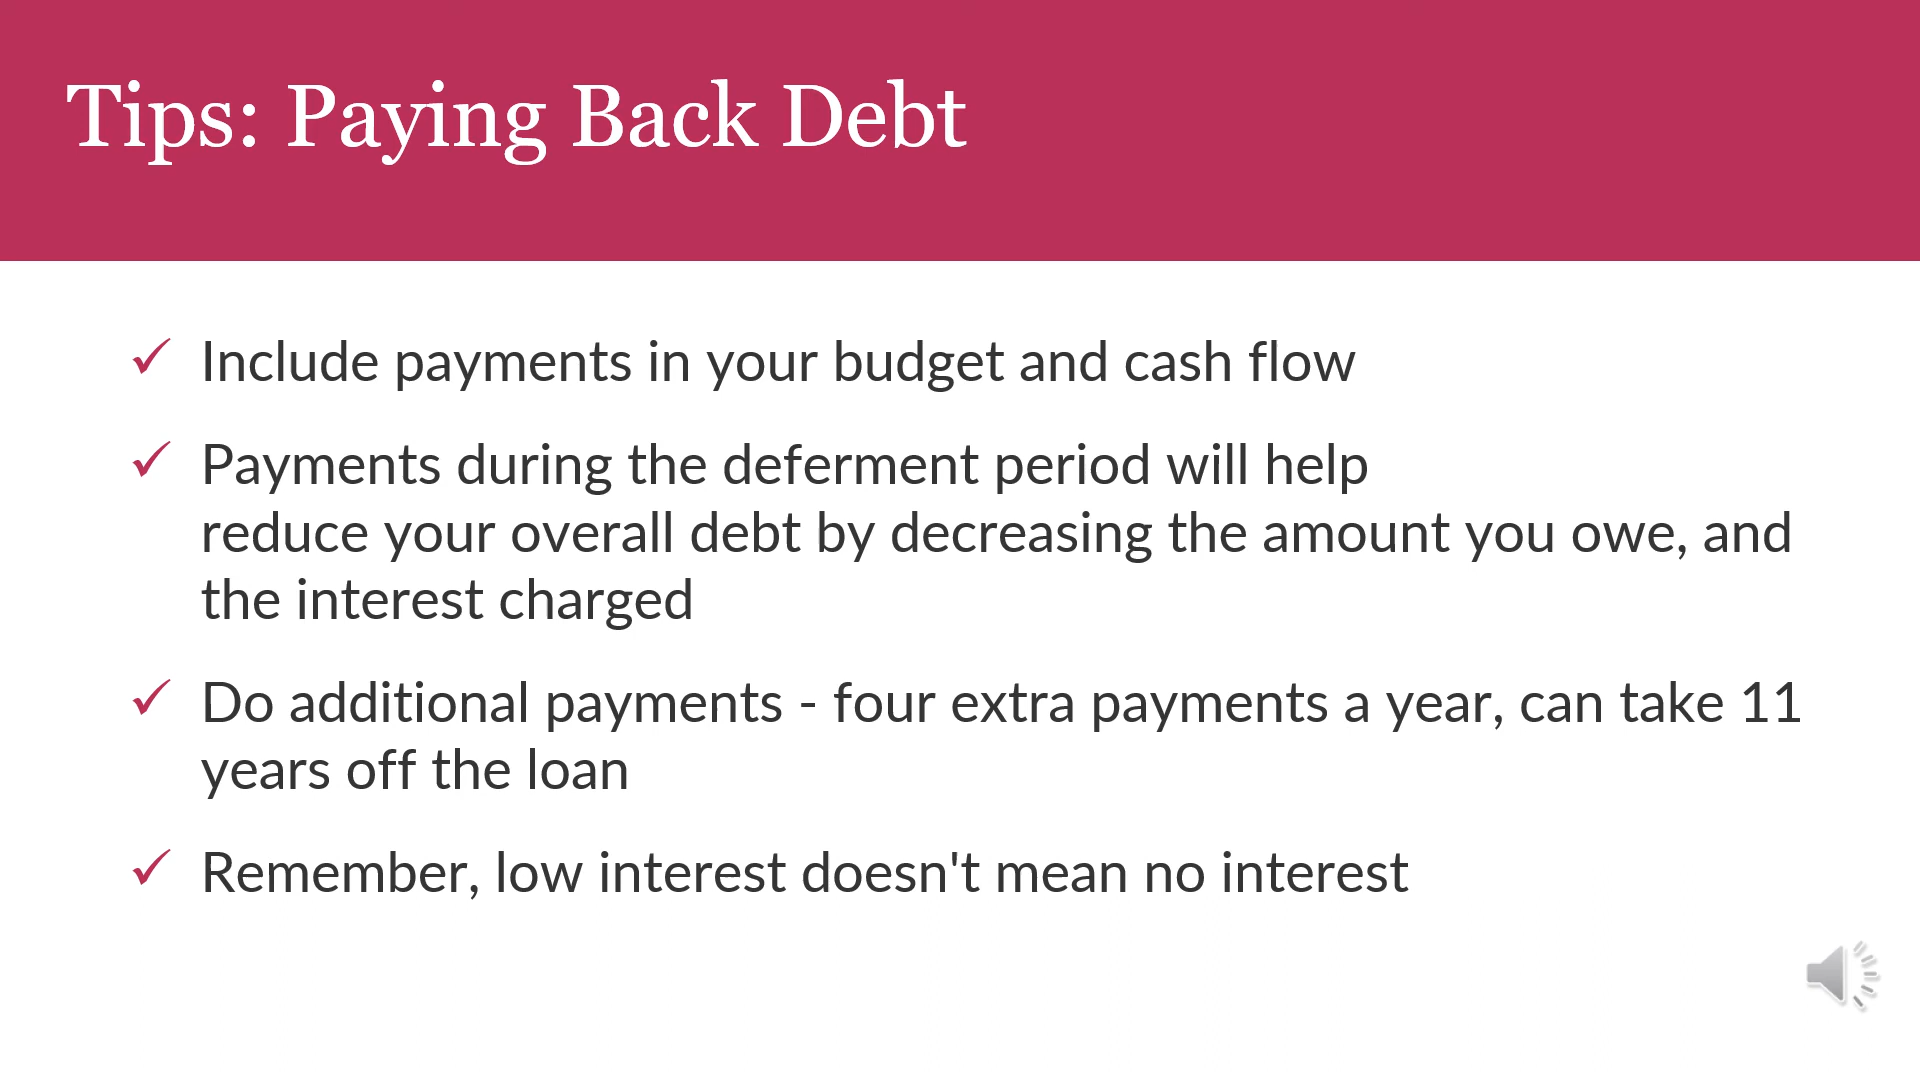 Tips: Paying Back Debt
✓ Include payments in your budget and cash flow
✓ Payments during the deferment period will help
reduce your overall debt by decreasing the amount you owe, and
the interest charged
✓ Do additional payments - four extra payments a year, can take 11
years off the loan
✓ Remember, low interest doesn't mean no interest